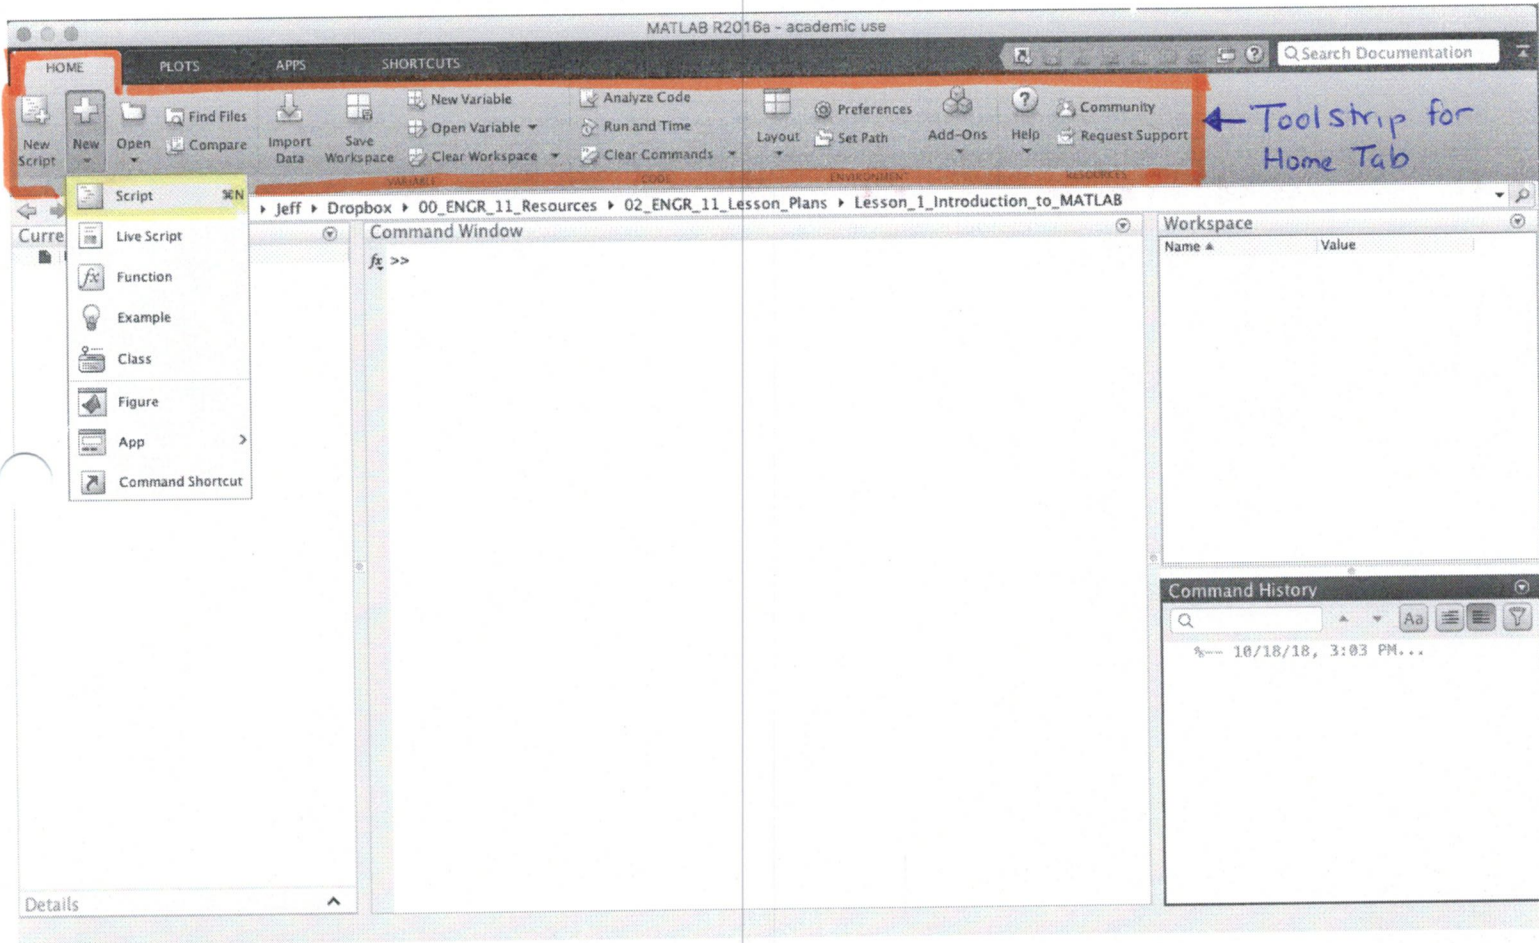 MATLAB R2016a - academic use
HOME PLOTS APPS SHORTCUTS
Search Documentation
New Script
New
Open
Find Files
Compare
Import Data
Save Workspace
New Variable
Open Variable
Clear Workspace
VARIABLE
Analyze Code
Run and Time
Clear Commands
CODE
Layout
Preferences
Set Path
ENVIRONMENT
Add-Ons
Help
Community
Request Support
RESOURCES
Toolstrip for
Home Tab
Script ⌘N
Live Script
Function
Example
Class
Figure
App
Command Shortcut
Jeff ▸ Dropbox ▸ 00_ENGR_11_Resources ▸ 02_ENGR_11_Lesson_Plans ▸ Lesson_1_Introduction_to_MATLAB
Curre
Command Window
fx >>
Workspace
Name Value
Command History
Aa
%-- 10/18/18, 3:03 PM...
Details